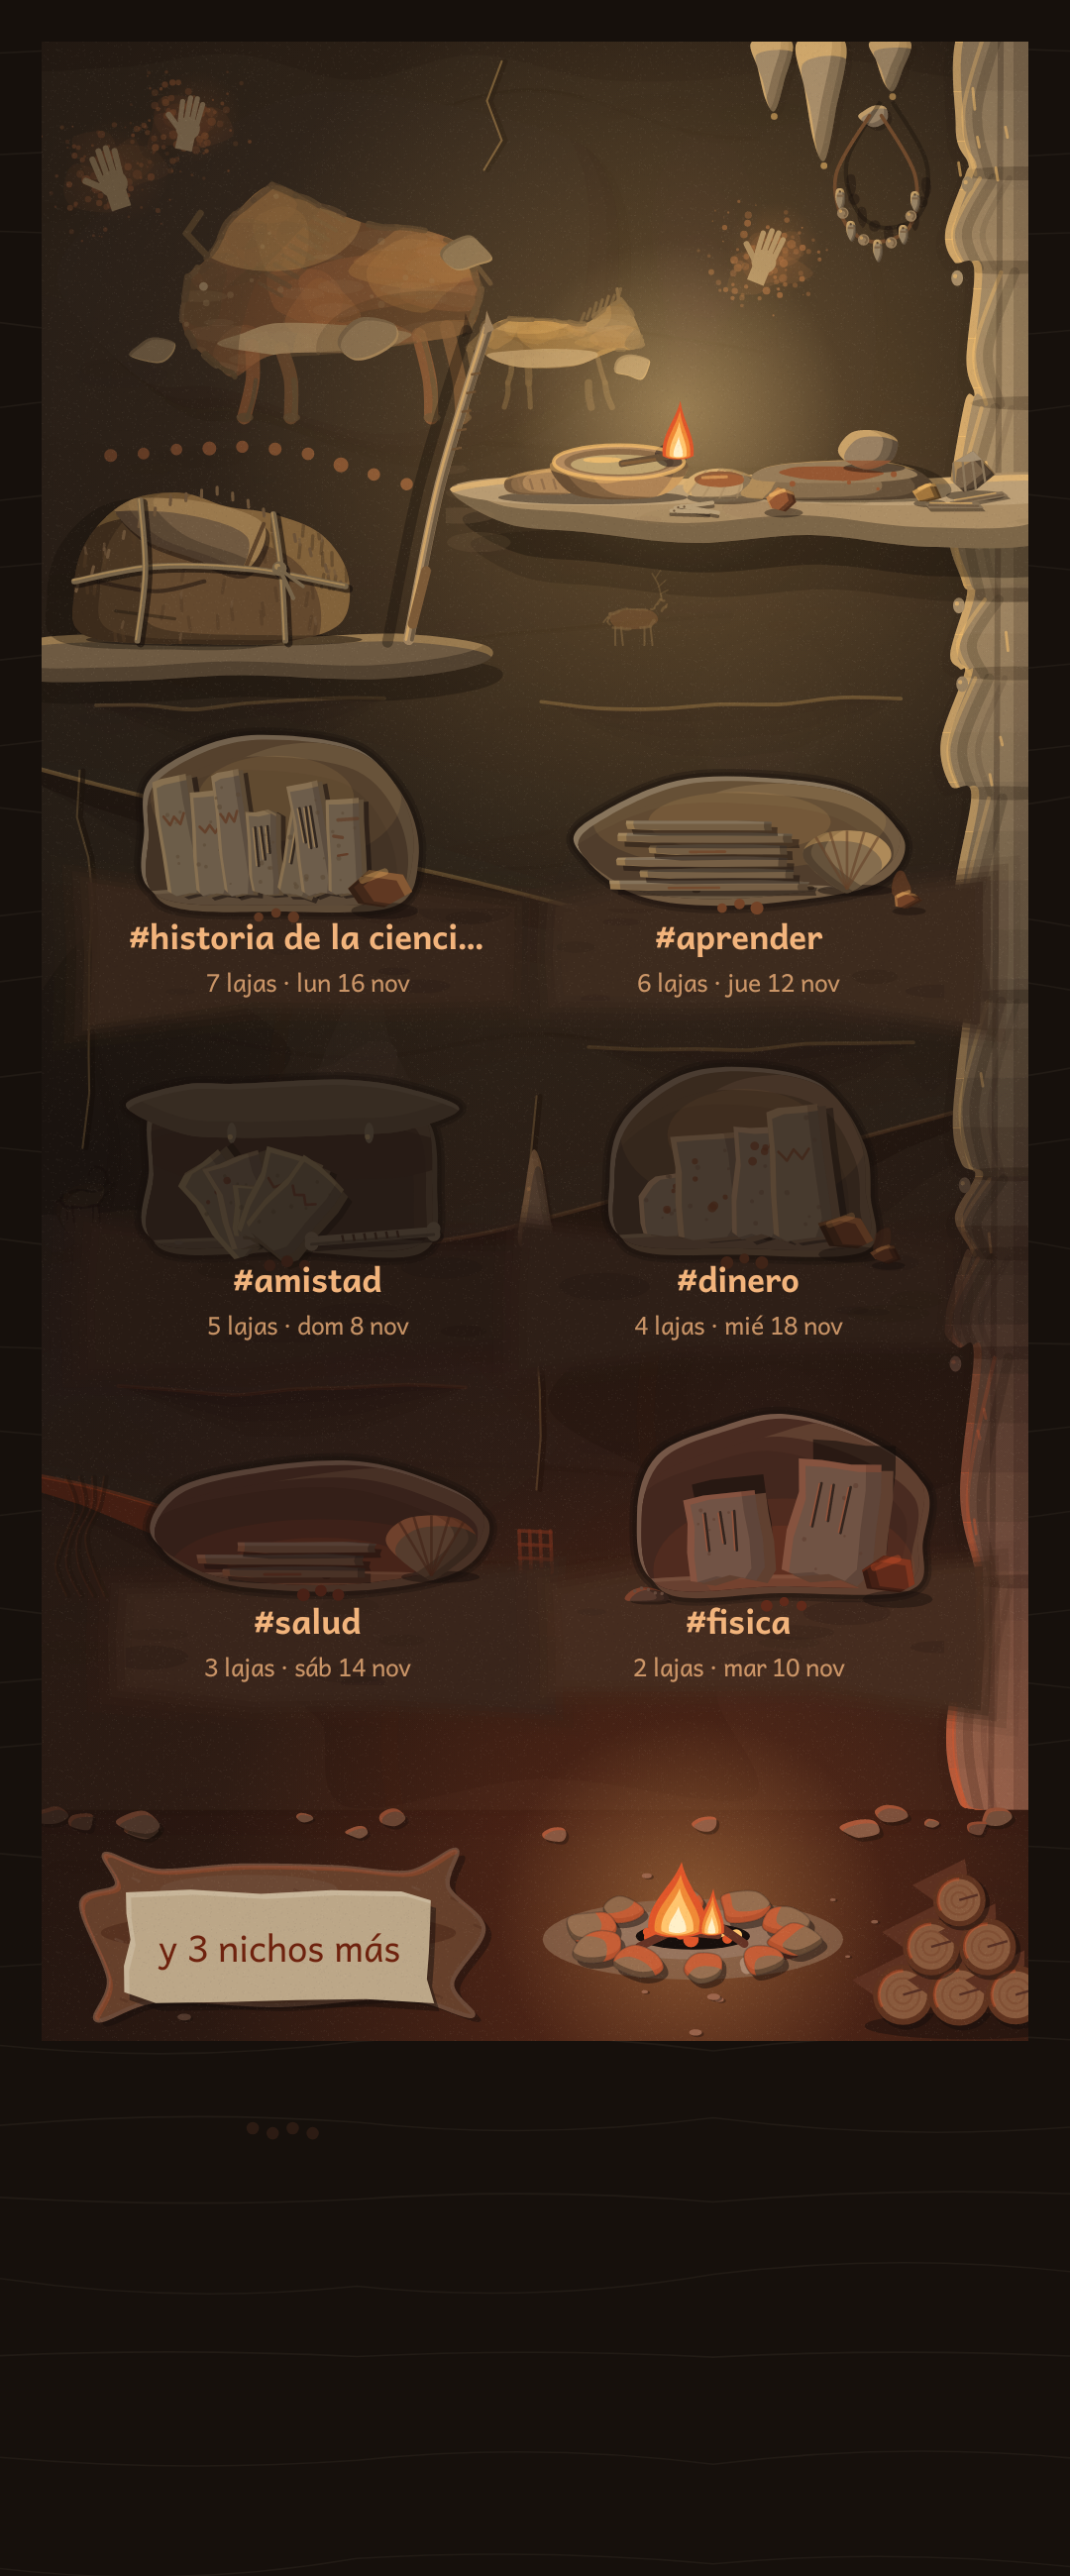 #historia de la cienci...
7 lajas · lun 16 nov
#aprender
6 lajas · jue 12 nov
#amistad
5 lajas · dom 8 nov
#dinero
4 lajas · mié 18 nov
#salud
3 lajas · sáb 14 nov
#fisica
2 lajas · mar 10 nov
y 3 nichos más